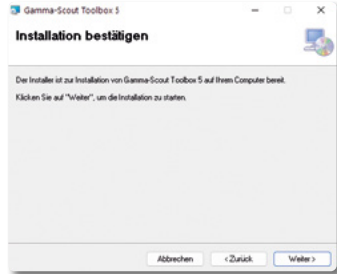 Gamma-Scout Toolbox 5
Installation bestätigen
Der Installer ist zur Installation von Gamma-Scout Toolbox 5 auf Ihrem Computer bereit.
Klicken Sie auf "Weiter", um die Installation zu starten.
Abbrechen
< Zurück
Weiter >